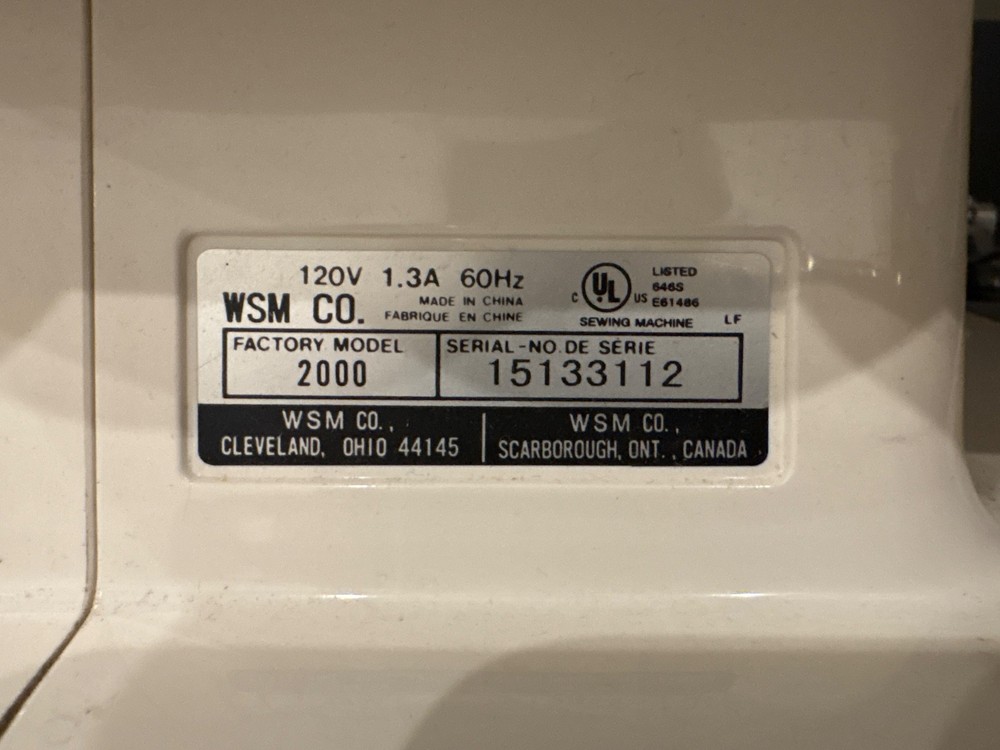 120V 1.3A 60Hz
WSM CO.
MADE IN CHINA
FABRIQUE EN CHINE
C UL US
LISTED
646S
E61486
SEWING MACHINE
LF
FACTORY MODEL
2000
SERIAL-NO. DE SÉRIE
15133112
WSM CO.,
CLEVELAND, OHIO 44145
WSM CO.,
SCARBOROUGH, ONT., CANADA